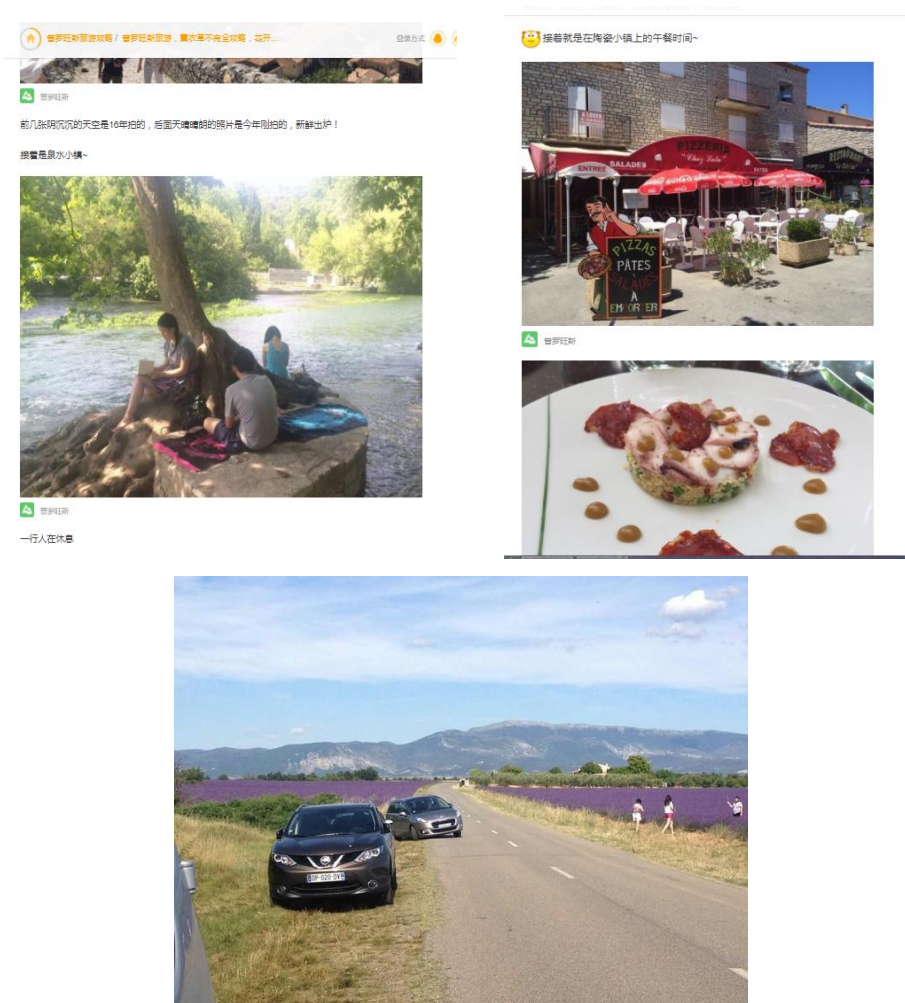 普罗旺斯旅游攻略 / 普罗旺斯旅游，薰衣草不完全攻略，花开...
登录方式
普罗旺斯
前几张阴沉沉的天空是16年拍的，后面天晴晴朗的照片是今年刚拍的，新鲜出炉！
接着是泉水小镇~
普罗旺斯
一行人在休息
接着就是在陶瓷小镇上的午餐时间~
PIZZERIA
"Chez Lulu"
ENTREE
SALADES
RESTAURANT
PIZZAS
PÂTES
SALADES
À
EMPORTER
普罗旺斯